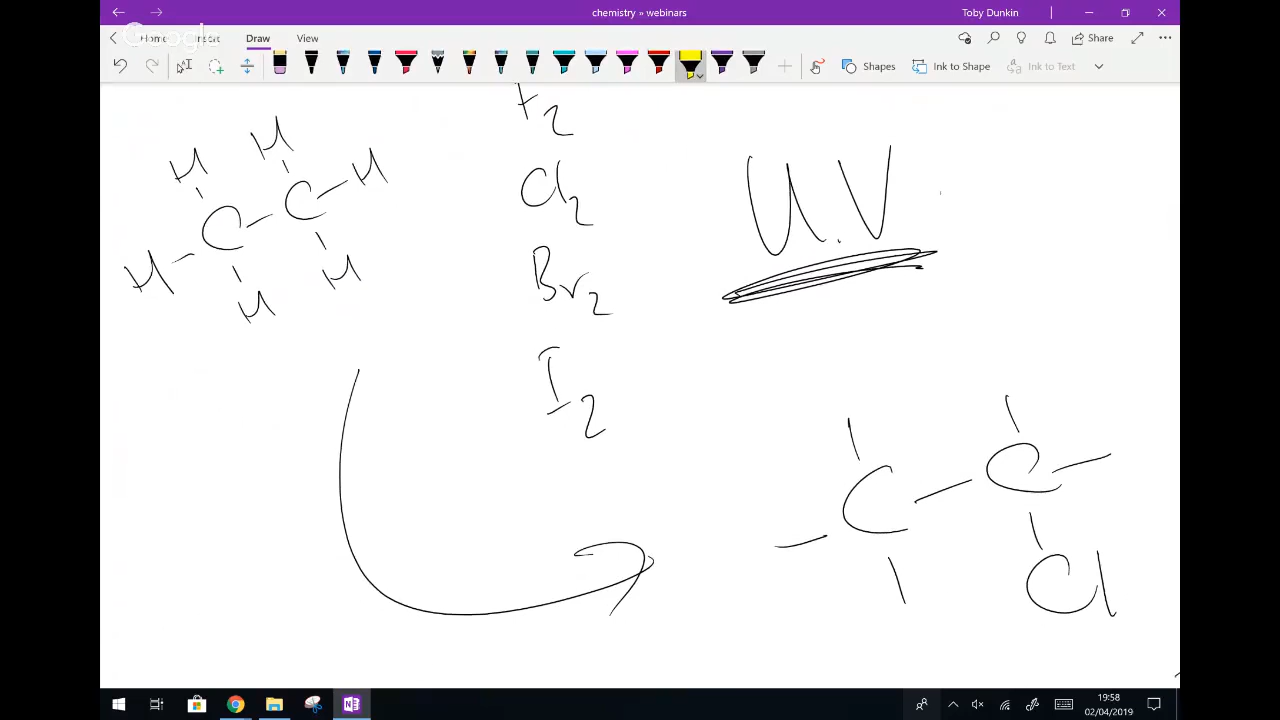 chemistry » webinars
Toby Dunkin
Google
Home Insert Draw View
Share
Shapes
Ink to Shape
Ink to Text
H H H
C - C
H H H
Cl2
Br2
I2
U.V
C - C
Cl
19:58
02/04/2019